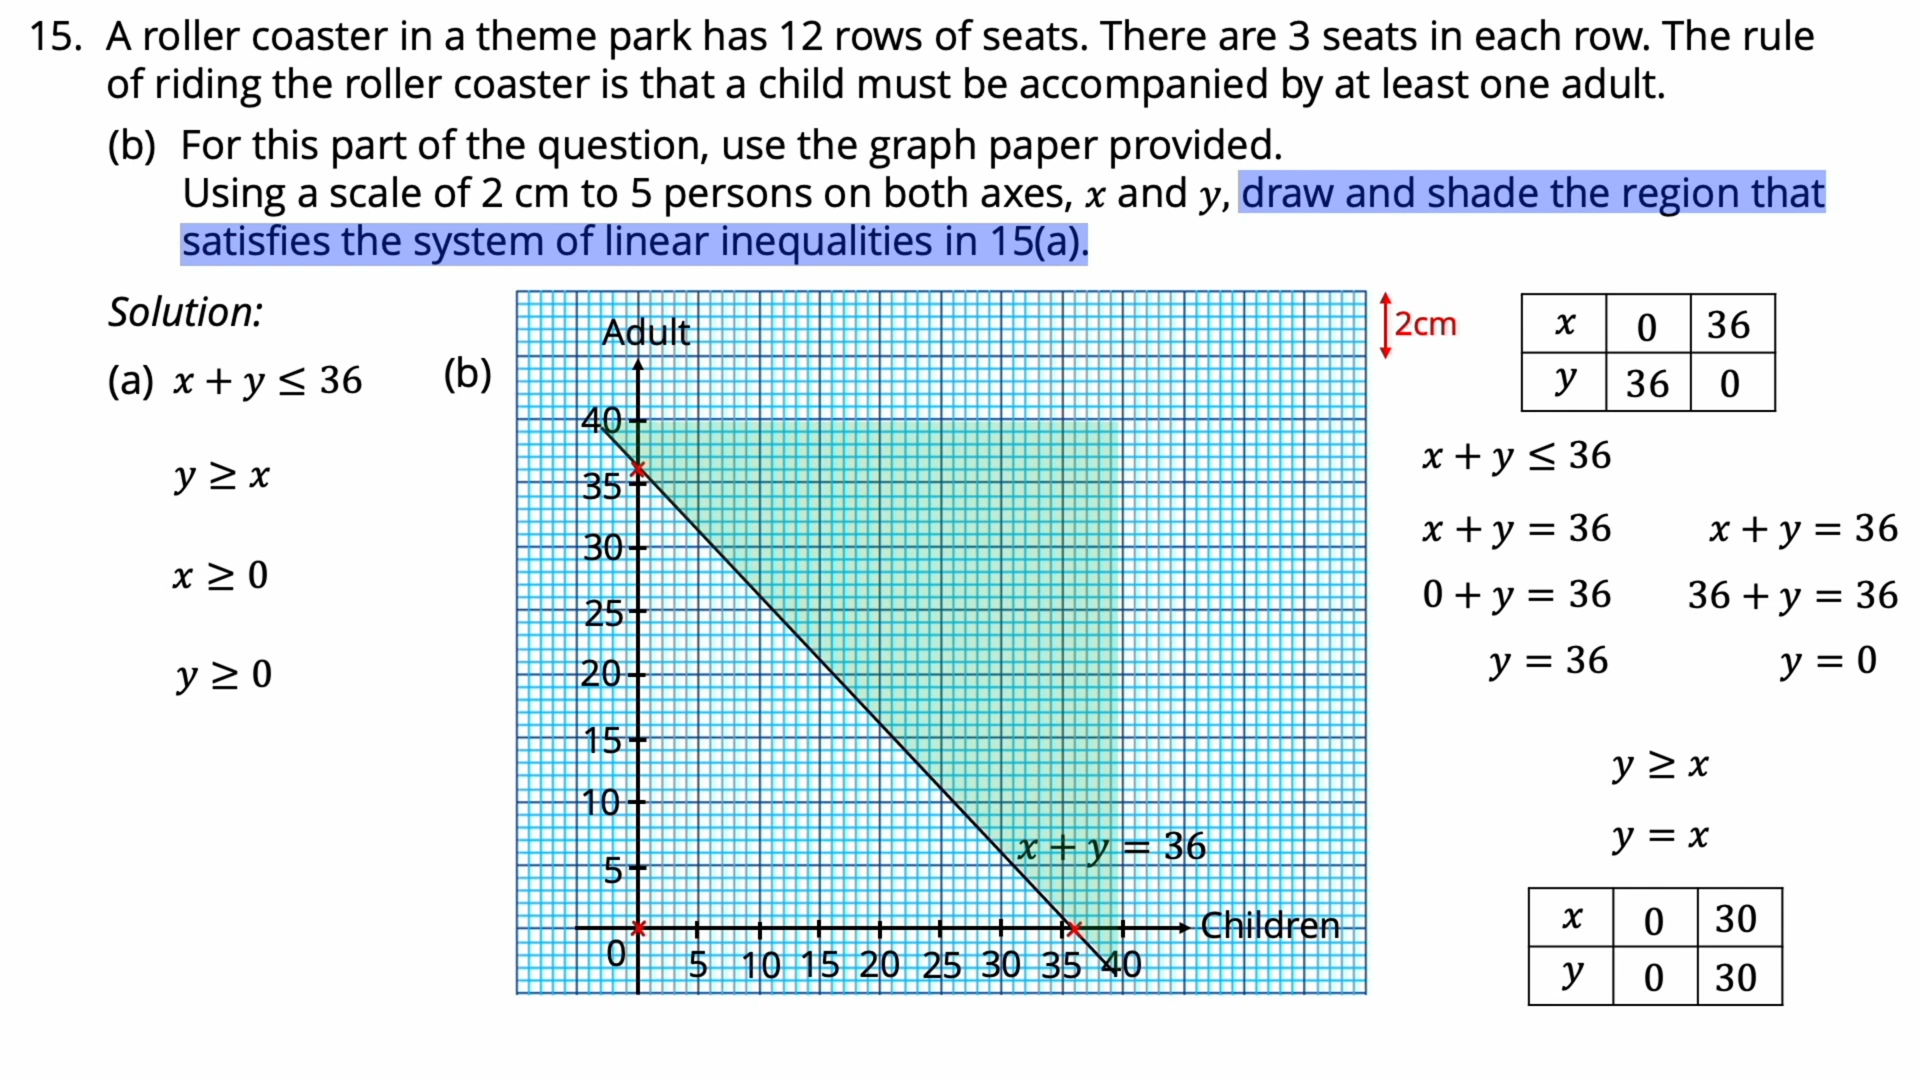 15. A roller coaster in a theme park has 12 rows of seats. There are 3 seats in each row. The rule
of riding the roller coaster is that a child must be accompanied by at least one adult.
(b) For this part of the question, use the graph paper provided.
Using a scale of 2 cm to 5 persons on both axes, x and y, draw and shade the region that
satisfies the system of linear inequalities in 15(a).
Solution:
(a) x + y ≤ 36
y ≥ x
x ≥ 0
y ≥ 0
(b)
Adult
40
35
30
25
20
15
10
5
0
5 10 15 20 25 30 35 40
Children
x + y = 36
2cm
x 0 36
y 36 0
x + y ≤ 36
x + y = 36 x + y = 36
0 + y = 36 36 + y = 36
y = 36 y = 0
y ≥ x
y = x
x 0 30
y 0 30